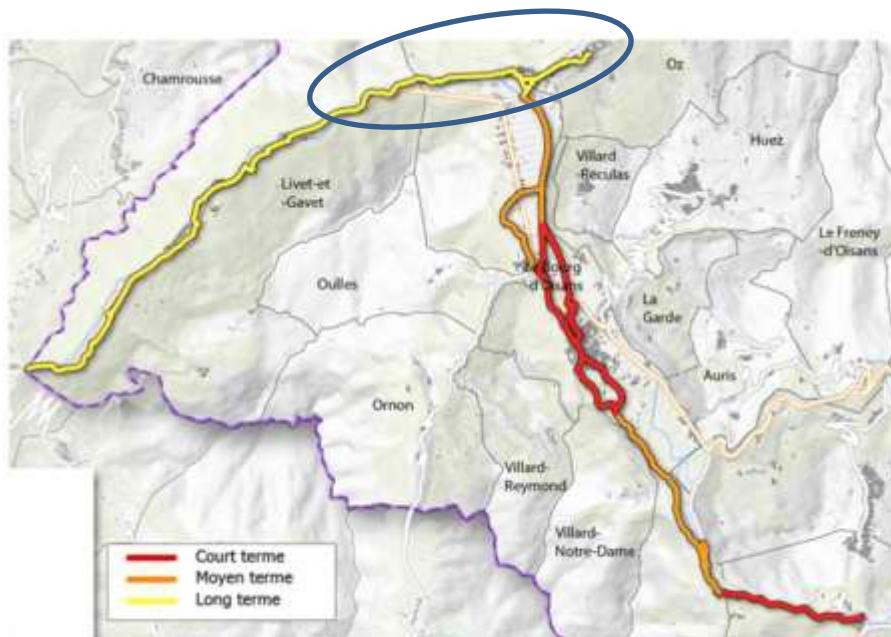 Chamrousse
Oz
Huez
Villard
-Reculas
Livet-et
-Gavet
Le Freney
-d'Oisans
Oulles
Le Bourg
d'Oisans
La
Garde
Auris
Ornon
Villard-
Reymond
Villard-
Notre-Dame
Court terme
Moyen terme
Long terme